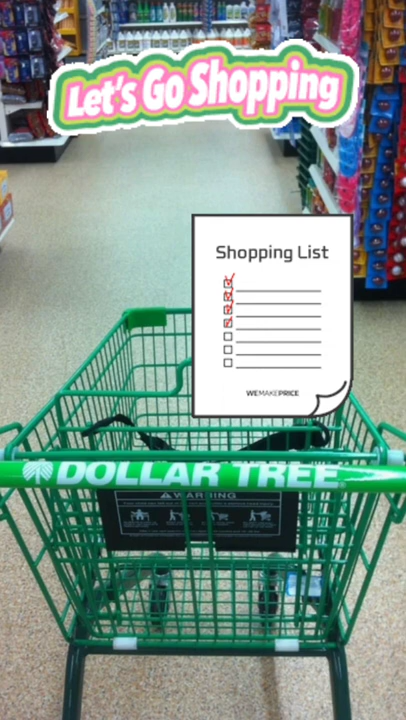 Let's Go Shopping
Shopping List
WEMAKEPRICE
DOLLAR TREE
WARNING